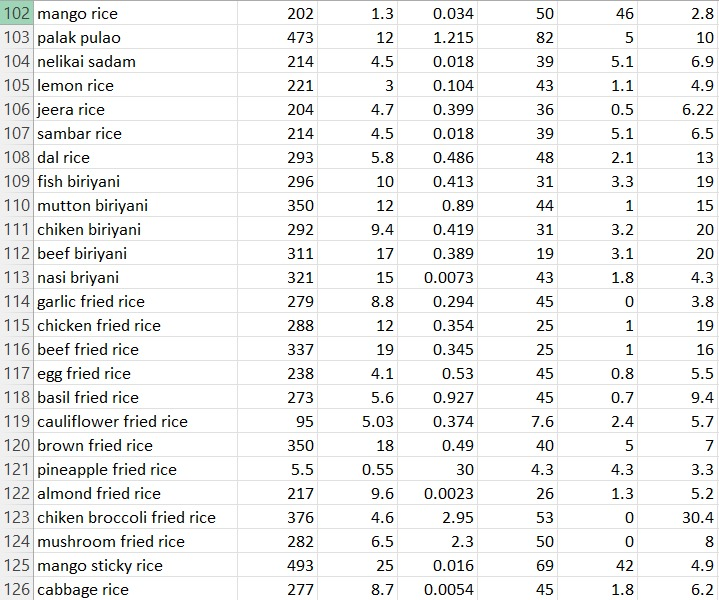 102 mango rice 202 1.3 0.034 50 46 2.8
103 palak pulao 473 12 1.215 82 5 10
104 nelikai sadam 214 4.5 0.018 39 5.1 6.9
105 lemon rice 221 3 0.104 43 1.1 4.9
106 jeera rice 204 4.7 0.399 36 0.5 6.22
107 sambar rice 214 4.5 0.018 39 5.1 6.5
108 dal rice 293 5.8 0.486 48 2.1 13
109 fish biriyani 296 10 0.413 31 3.3 19
110 mutton biriyani 350 12 0.89 44 1 15
111 chiken biriyani 292 9.4 0.419 31 3.2 20
112 beef biriyani 311 17 0.389 19 3.1 20
113 nasi briyani 321 15 0.0073 43 1.8 4.3
114 garlic fried rice 279 8.8 0.294 45 0 3.8
115 chicken fried rice 288 12 0.354 25 1 19
116 beef fried rice 337 19 0.345 25 1 16
117 egg fried rice 238 4.1 0.53 45 0.8 5.5
118 basil fried rice 273 5.6 0.927 45 0.7 9.4
119 cauliflower fried rice 95 5.03 0.374 7.6 2.4 5.7
120 brown fried rice 350 18 0.49 40 5 7
121 pineapple fried rice 5.5 0.55 30 4.3 4.3 3.3
122 almond fried rice 217 9.6 0.0023 26 1.3 5.2
123 chiken broccoli fried rice 376 4.6 2.95 53 0 30.4
124 mushroom fried rice 282 6.5 2.3 50 0 8
125 mango sticky rice 493 25 0.016 69 42 4.9
126 cabbage rice 277 8.7 0.0054 45 1.8 6.2